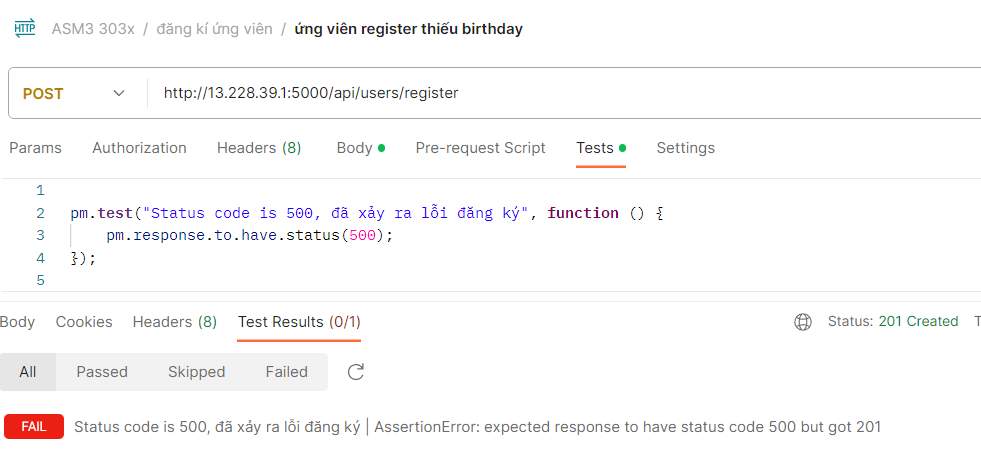 HTTP ASM3 303x / đăng kí ứng viên / ứng viên register thiếu birthday
POST http://13.228.39.1:5000/api/users/register
Params Authorization Headers (8) Body Pre-request Script Tests Settings
1
2 pm.test("Status code is 500, đã xảy ra lỗi đăng ký", function () {
3 pm.response.to.have.status(500);
4 });
5
Body Cookies Headers (8) Test Results (0/1) Status: 201 Created T
All Passed Skipped Failed
FAIL Status code is 500, đã xảy ra lỗi đăng ký | AssertionError: expected response to have status code 500 but got 201